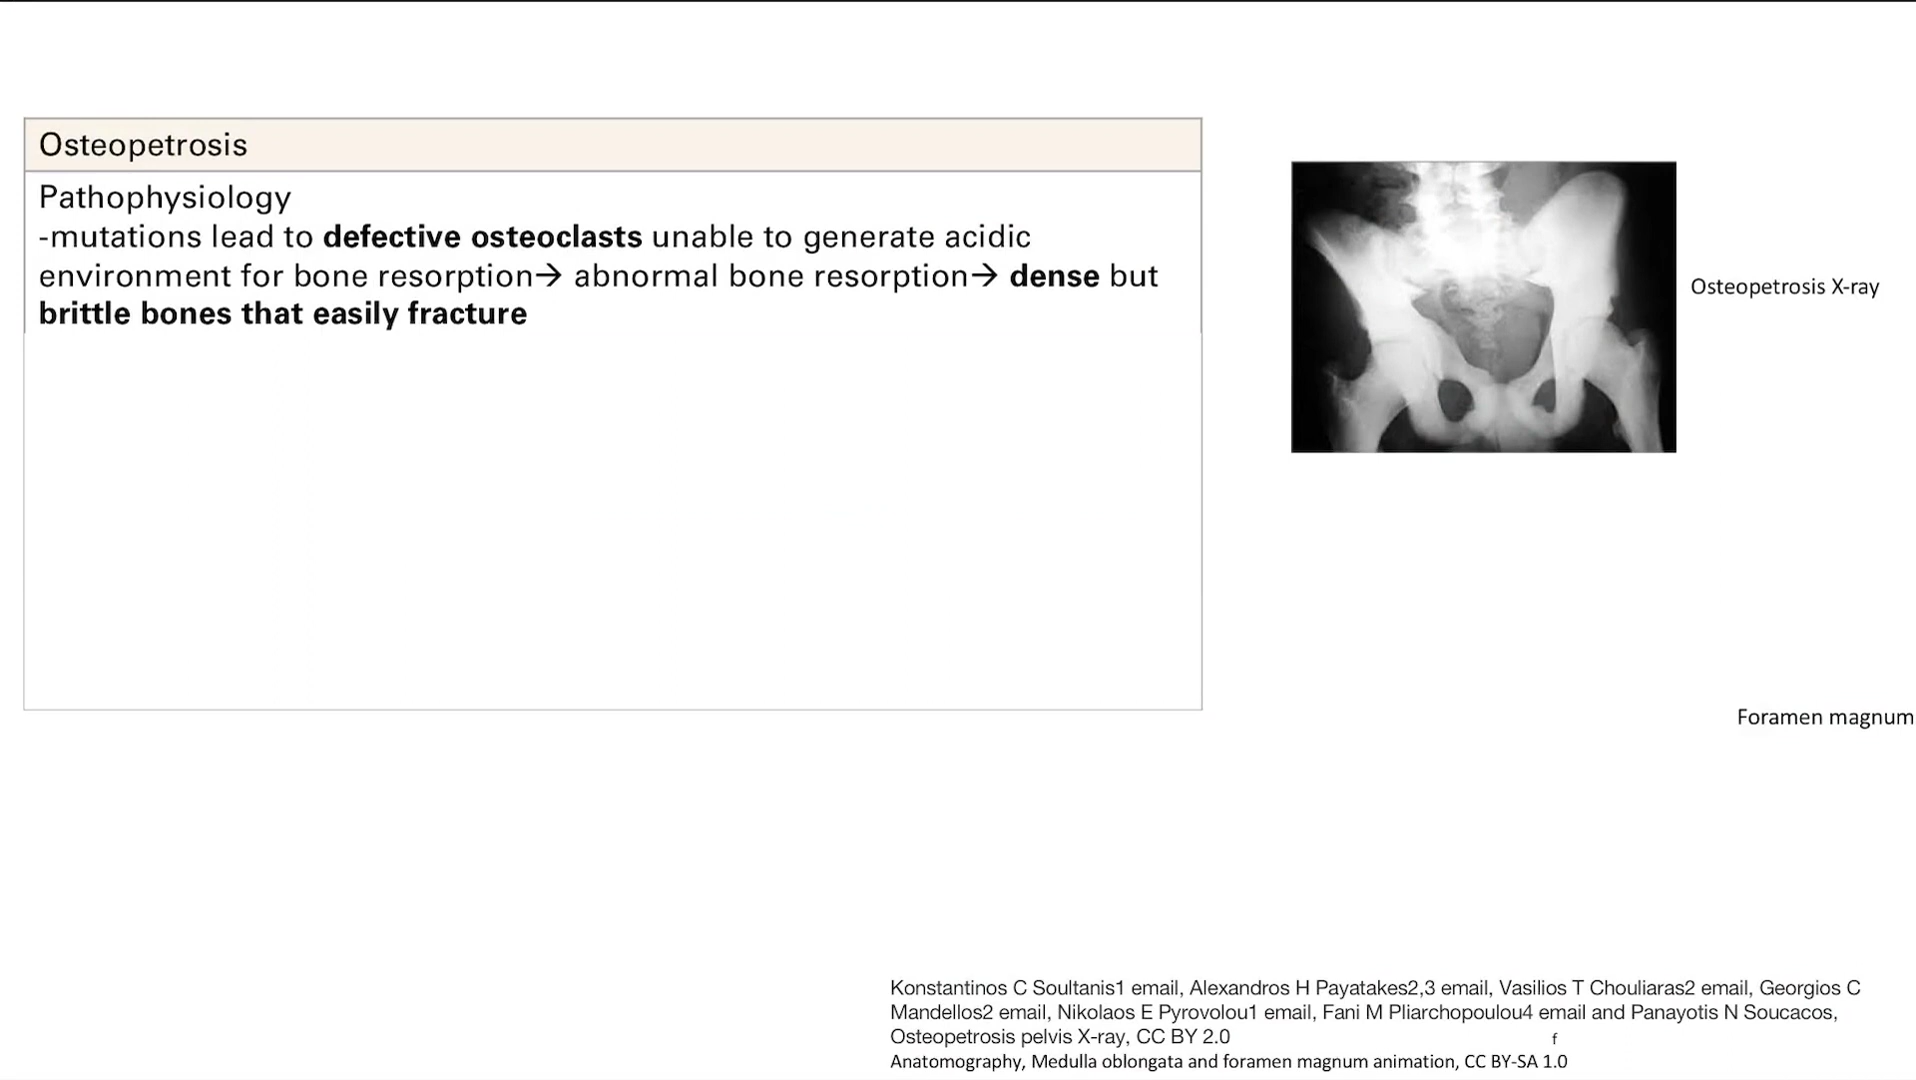 Osteopetrosis
Pathophysiology
-mutations lead to defective osteoclasts unable to generate acidic
environment for bone resorption→ abnormal bone resorption→ dense but
brittle bones that easily fracture
Osteopetrosis X-ray
Foramen magnum
Konstantinos C Soultanis1 email, Alexandros H Payatakes2,3 email, Vasilios T Chouliaras2 email, Georgios C
Mandellos2 email, Nikolaos E Pyrovolou1 email, Fani M Pliarchopoulou4 email and Panayotis N Soucacos,
Osteopetrosis pelvis X-ray, CC BY 2.0
f
Anatomography, Medulla oblongata and foramen magnum animation, CC BY-SA 1.0